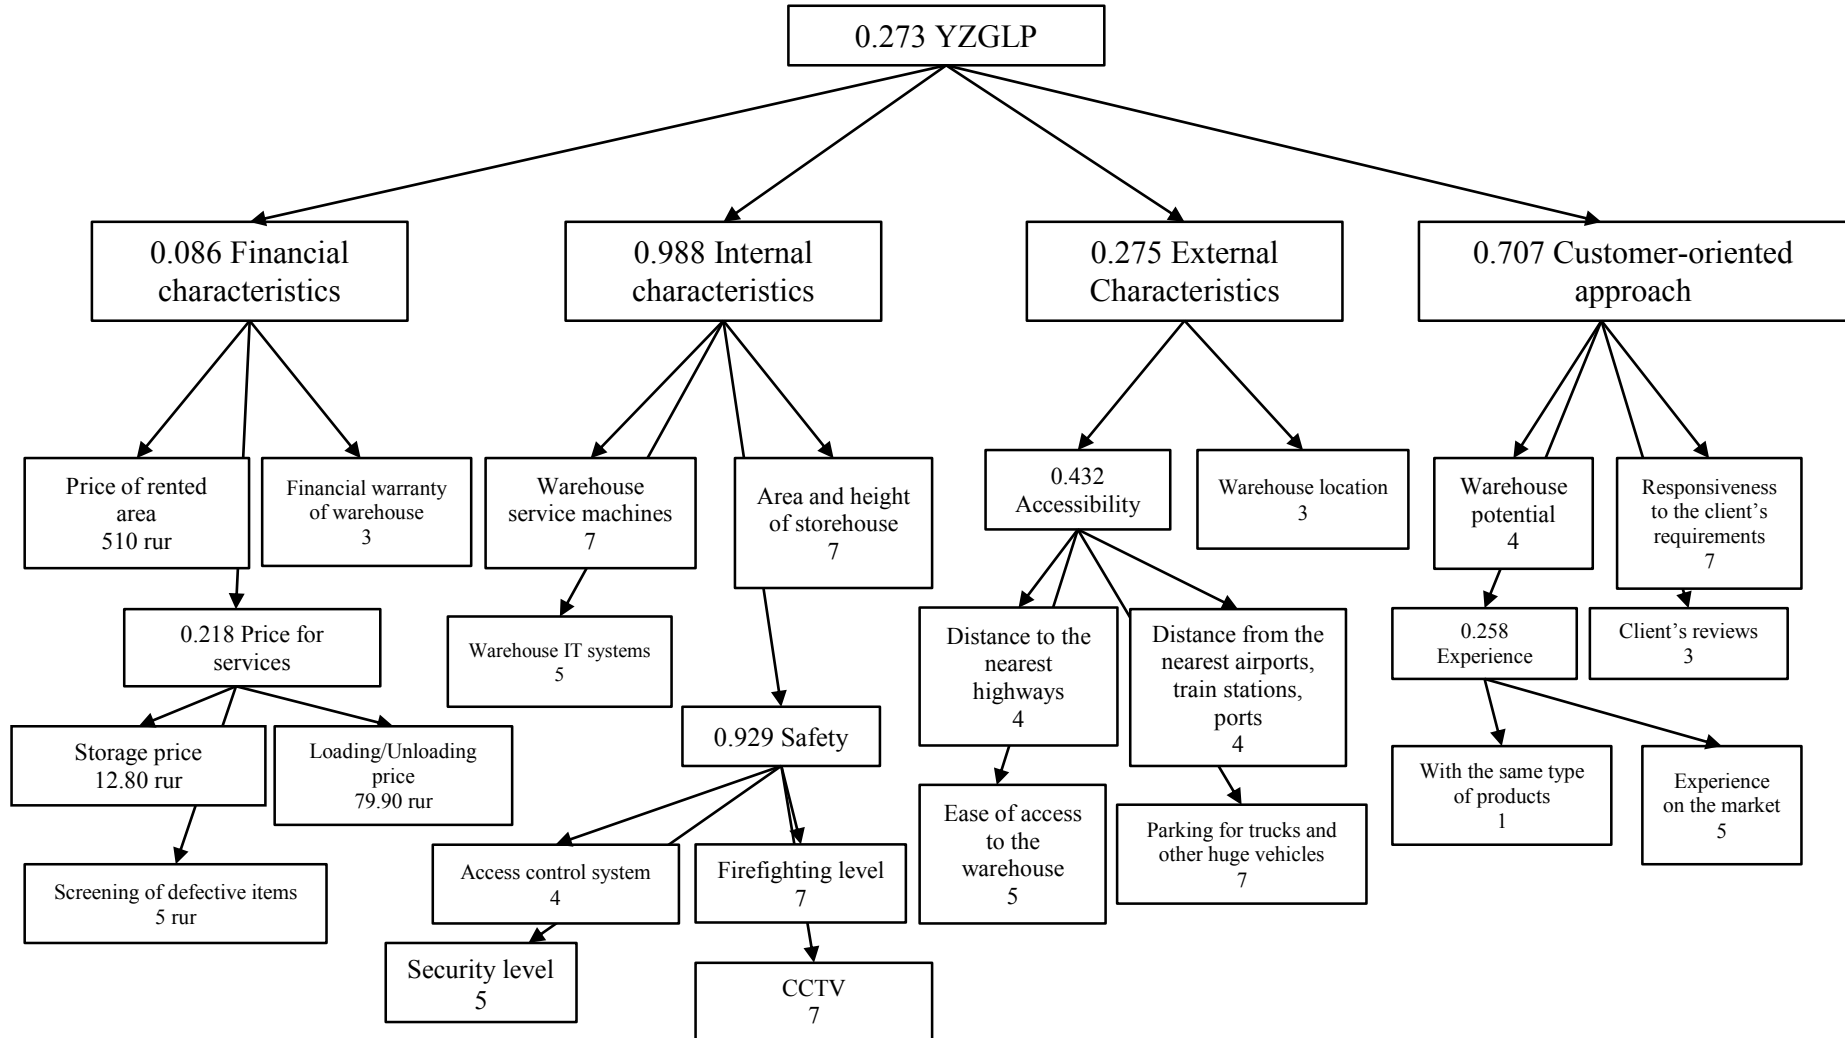 0.273 YZGLP
0.086 Financial
characteristics
0.988 Internal
characteristics
0.275 External
Characteristics
0.707 Customer-oriented
approach
Price of rented
area
510 rur
Financial warranty
of warehouse
3
Warehouse
service machines
7
Area and height
of storehouse
7
0.432
Accessibility
Warehouse location
3
Warehouse
potential
4
Responsiveness
to the client’s
requirements
7
0.218 Price for
services
Warehouse IT systems
5
Distance to the
nearest
highways
4
Distance from the
nearest airports,
train stations,
ports
4
0.258
Experience
Client’s reviews
3
Storage price
12.80 rur
Loading/Unloading
price
79.90 rur
0.929 Safety
Ease of access
to the
warehouse
5
Parking for trucks and
other huge vehicles
7
With the same type
of products
1
Experience
on the market
5
Screening of defective items
5 rur
Access control system
4
Firefighting level
7
Security level
5
CCTV
7